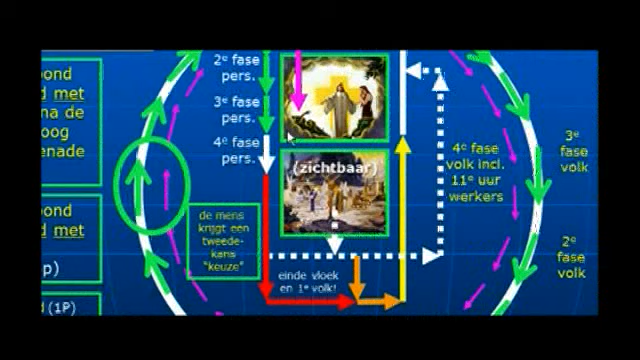 ond
d met
na de
oog
enade
ond
d met
p)
d (1P)
2e fase
pers.
3e fase
pers.
4e fase
pers.
de mens
krijgt een
tweede-
kans
"keuze"
(zichtbaar)
einde vloek
en 1e volk!
4e fase
volk incl.
11e uur
werkers
3e
fase
volk
2e
fase
volk